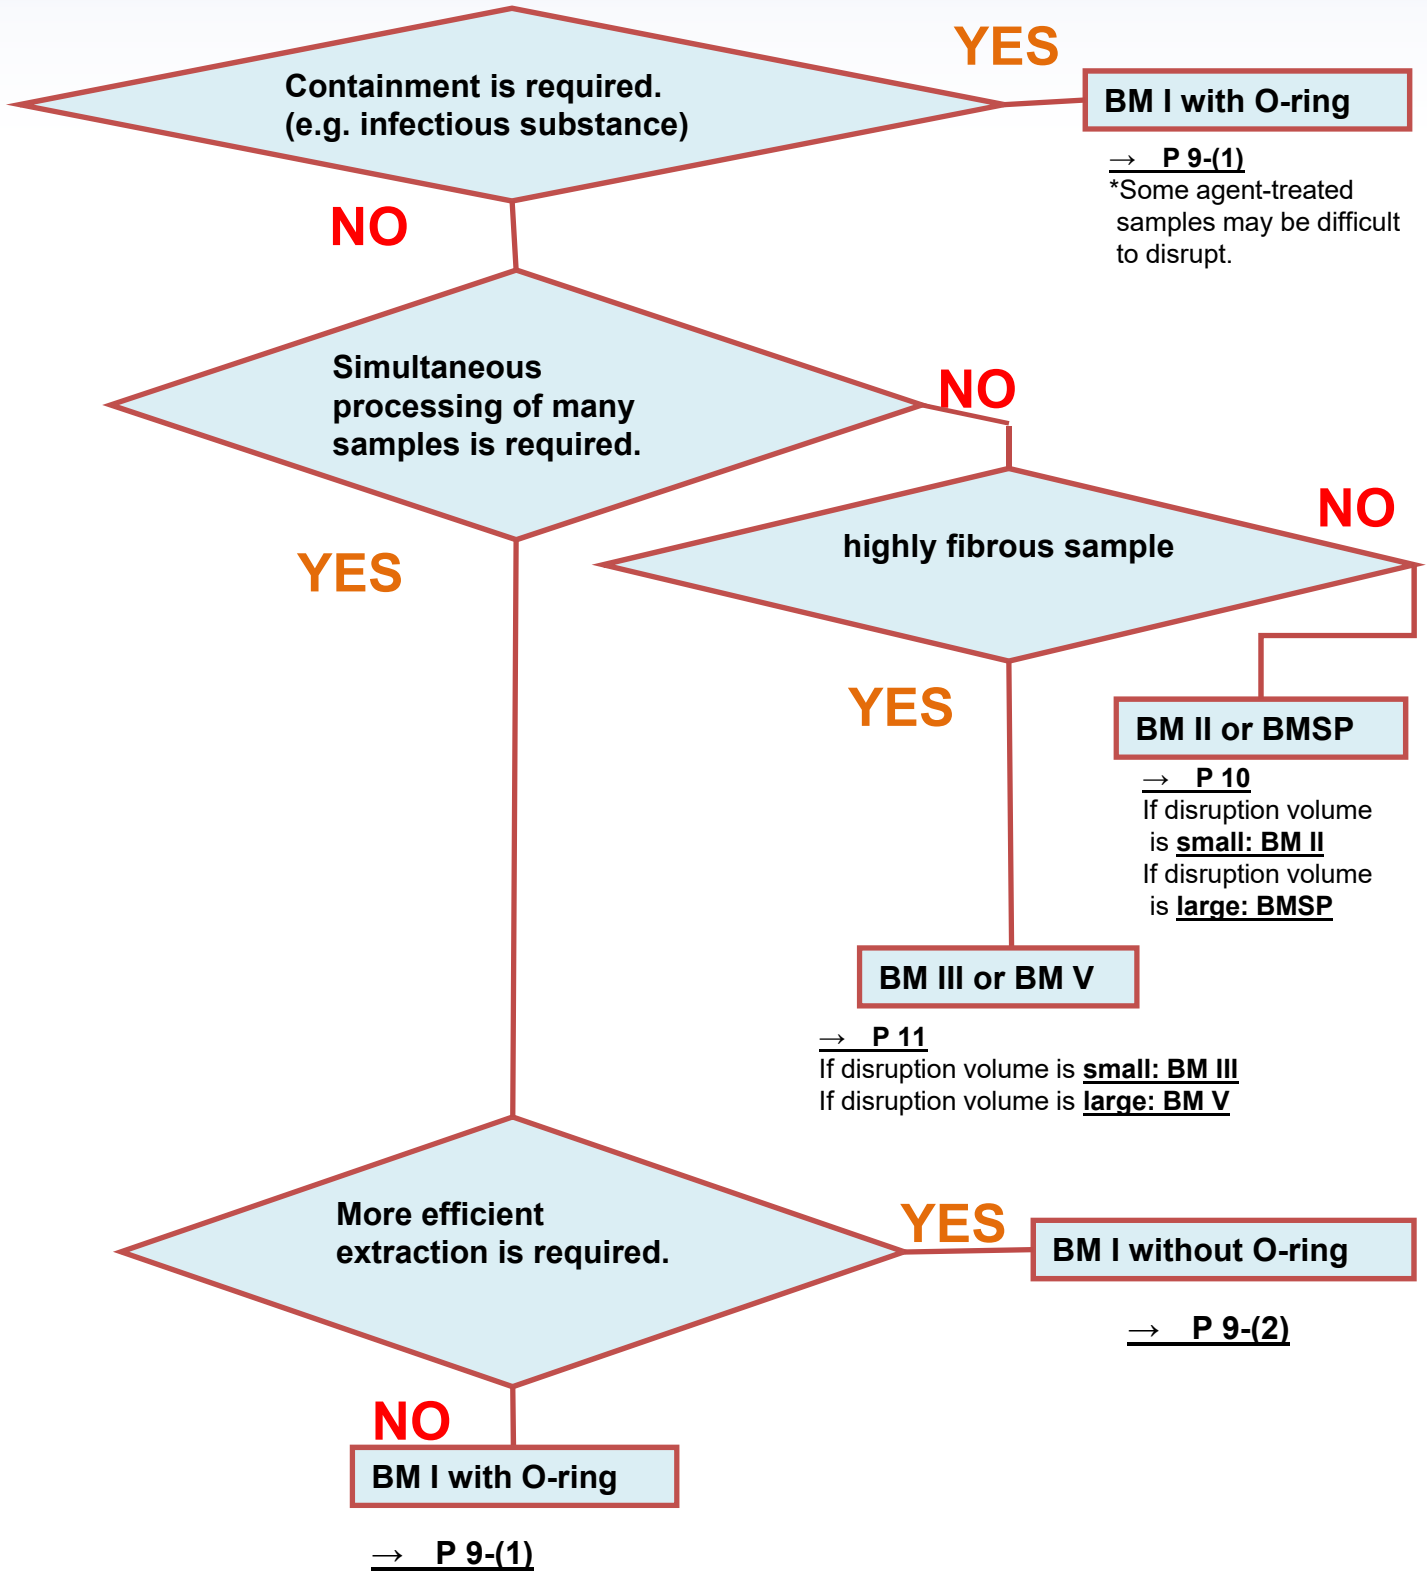 YES
Containment is required.
(e.g. infectious substance)
BM I with O-ring
→ P 9-(1)
*Some agent-treated
samples may be difficult
to disrupt.
NO
Simultaneous
processing of many
samples is required.
NO
NO
highly fibrous sample
YES
YES
BM II or BMSP
→ P 10
If disruption volume
is small: BM II
If disruption volume
is large: BMSP
BM III or BM V
→ P 11
If disruption volume is small: BM III
If disruption volume is large: BM V
More efficient
extraction is required.
YES
BM I without O-ring
→ P 9-(2)
NO
BM I with O-ring
→ P 9-(1)